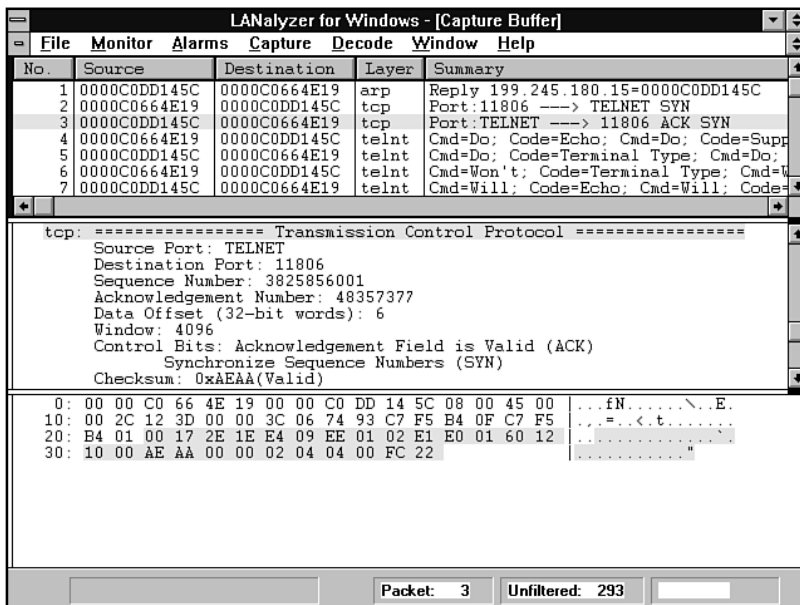 LANalyzer for Windows - [Capture Buffer]
File Monitor Alarms Capture Decode Window Help
No. Source Destination Layer Summary
1 0000C0DD145C 0000C0664E19 arp Reply 199.245.180.15=0000C0DD145C
2 0000C0664E19 0000C0DD145C tcp Port:11806 ---> TELNET SYN
3 0000C0DD145C 0000C0664E19 tcp Port:TELNET ---> 11806 ACK SYN
4 0000C0664E19 0000C0DD145C telnt Cmd=Do; Code=Echo; Cmd=Do; Code=Supp
5 0000C0DD145C 0000C0664E19 telnt Cmd=Do; Code=Terminal Type; Cmd=Do;
6 0000C0664E19 0000C0DD145C telnt Cmd=Won't; Code=Terminal Type; Cmd=W
7 0000C0DD145C 0000C0664E19 telnt Cmd=Will; Code=Echo; Cmd=Will; Code=
tcp: ================= Transmission Control Protocol =================
Source Port: TELNET
Destination Port: 11806
Sequence Number: 3825856001
Acknowledgement Number: 48357377
Data Offset (32-bit words): 6
Window: 4096
Control Bits: Acknowledgement Field is Valid (ACK)
Synchronize Sequence Numbers (SYN)
Checksum: 0xAEAA(Valid)
0: 00 00 C0 66 4E 19 00 00 C0 DD 14 5C 08 00 45 00 |...fN......\..E.
10: 00 2C 12 3D 00 00 3C 06 74 93 C7 F5 B4 0F C7 F5 |.,.=..<.t.......
20: B4 01 00 17 2E 1E E4 09 EE 01 02 E1 E0 01 60 12 |..............`.
30: 10 00 AE AA 00 00 02 04 04 00 FC 22 |..........."
Packet: 3 Unfiltered: 293